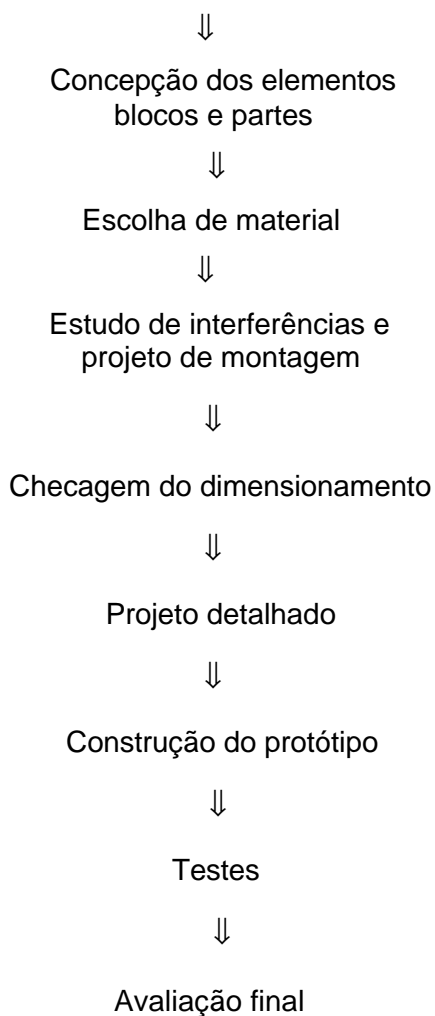 ⇓
Concepção dos elementos
blocos e partes
⇓
Escolha de material
⇓
Estudo de interferências e
projeto de montagem
⇓
Checagem do dimensionamento
⇓
Projeto detalhado
⇓
Construção do protótipo
⇓
Testes
⇓
Avaliação final